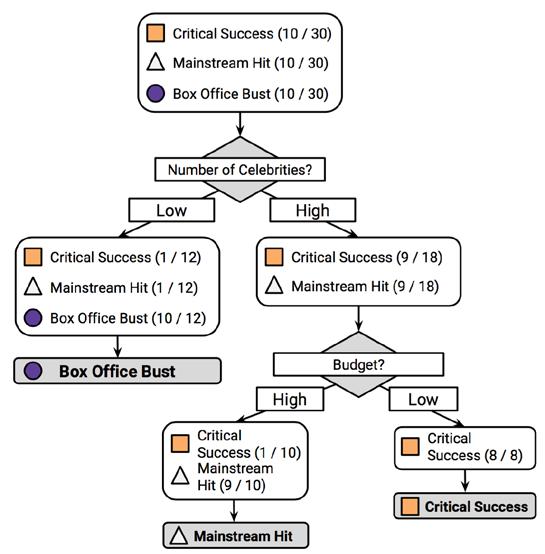 Critical Success (10 / 30)
Mainstream Hit (10 / 30)
Box Office Bust (10 / 30)
Number of Celebrities?
Low
High
Critical Success (1 / 12)
Mainstream Hit (1 / 12)
Box Office Bust (10 / 12)
Box Office Bust
Critical Success (9 / 18)
Mainstream Hit (9 / 18)
Budget?
High
Low
Critical
Success (1 / 10)
Mainstream
Hit (9 / 10)
Mainstream Hit
Critical
Success (8 / 8)
Critical Success